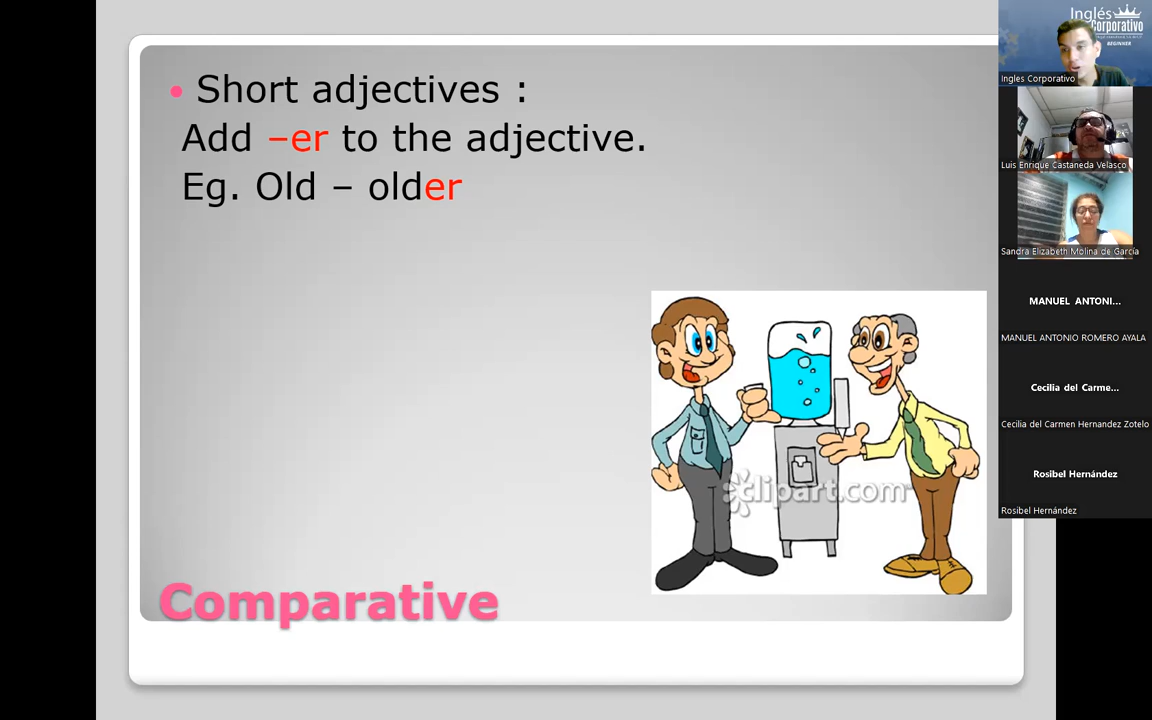 Short adjectives :
Add –er to the adjective.
Eg. Old – older
clipart.com
Comparative
Inglés
Corporativo
BEGINNER
Ingles Corporativo
Luis Enrique Castaneda Velasco
Sandra Elizabeth Molina de García
MANUEL ANTONI...
MANUEL ANTONIO ROMERO AYALA
Cecilia del Carme...
Cecilia del Carmen Hernandez Zotelo
Rosibel Hernández
Rosibel Hernández